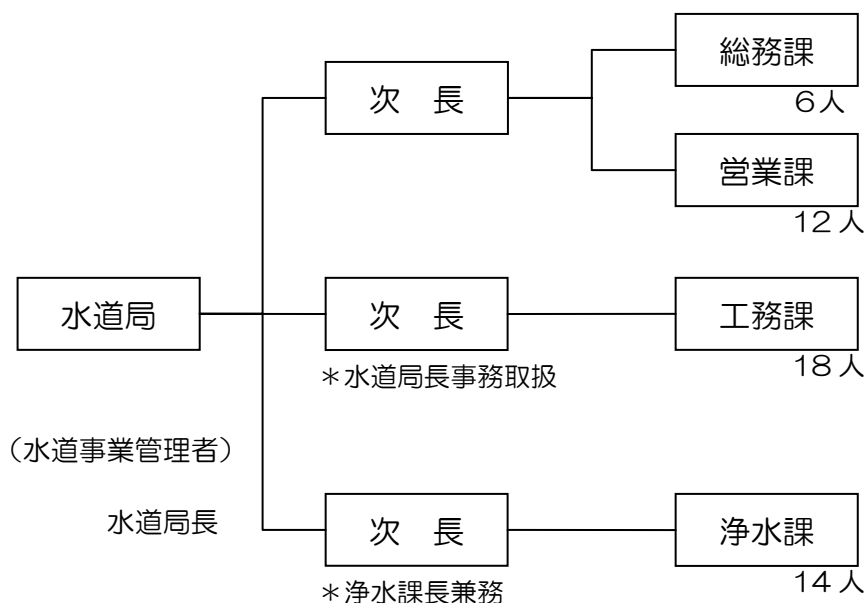 総務課
6人
次　長
営業課
12人
水道局
次　長
工務課
18人
＊水道局長事務取扱
（水道事業管理者）
水道局長
次　長
浄水課
14人
＊浄水課長兼務